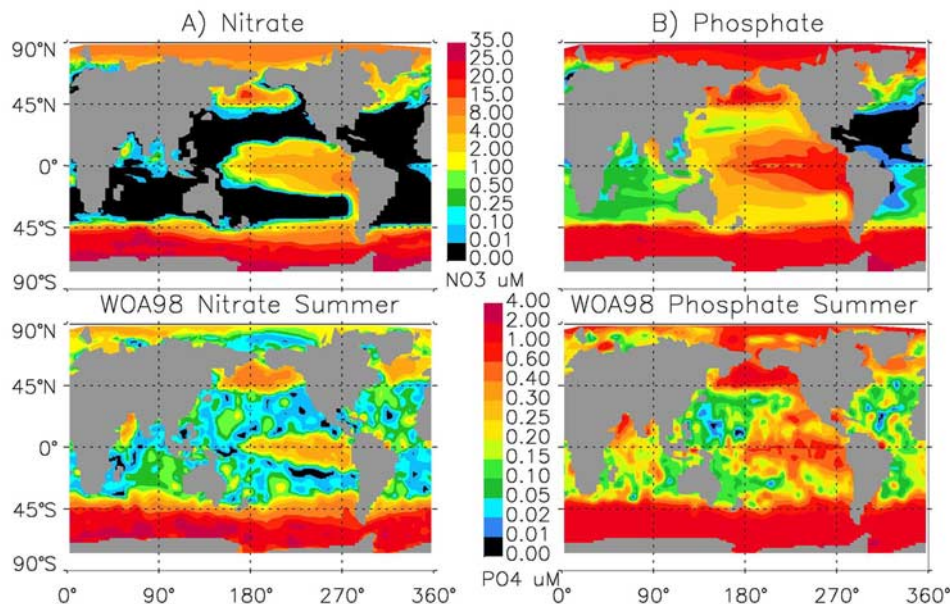 A) Nitrate
B) Phosphate
90°N
45°N
0°
45°S
90°S
35.0
25.0
20.0
15.0
8.00
4.00
2.00
1.00
0.50
0.25
0.10
0.01
0.00
NO3 uM
WOA98 Nitrate Summer
WOA98 Phosphate Summer
90°N
45°N
0°
45°S
90°S
4.00
2.00
1.00
0.60
0.40
0.30
0.25
0.20
0.15
0.10
0.05
0.02
0.01
0.00
PO4 uM
0° 90° 180° 270° 360°
0° 90° 180° 270° 360°